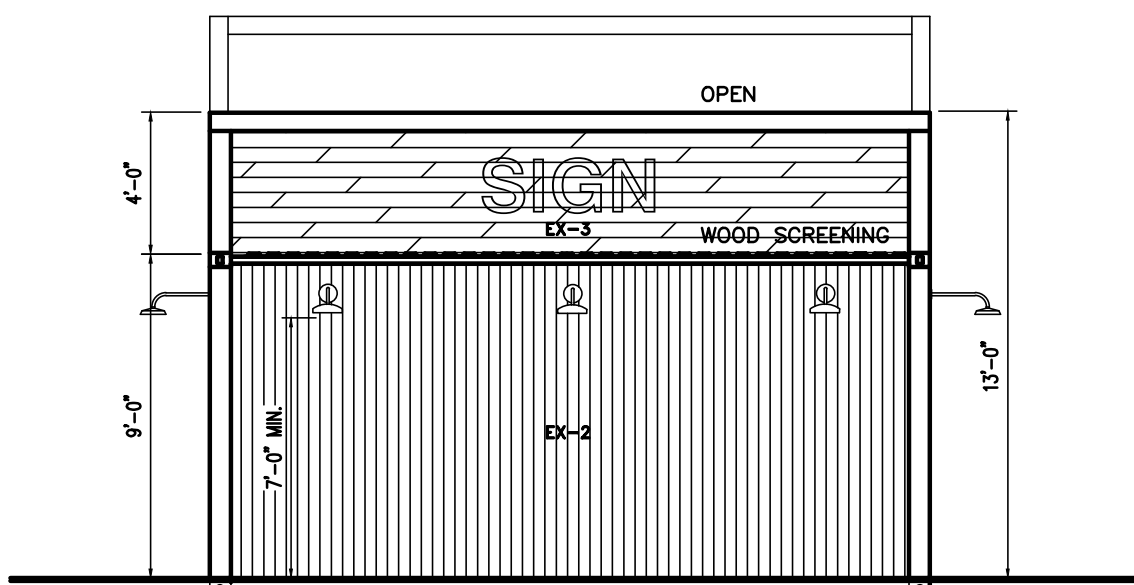 OPEN
4'-0"
SIGN
EX-3
WOOD SCREENING
9'-0"
7'-0" MIN.
EX-2
13'-0"